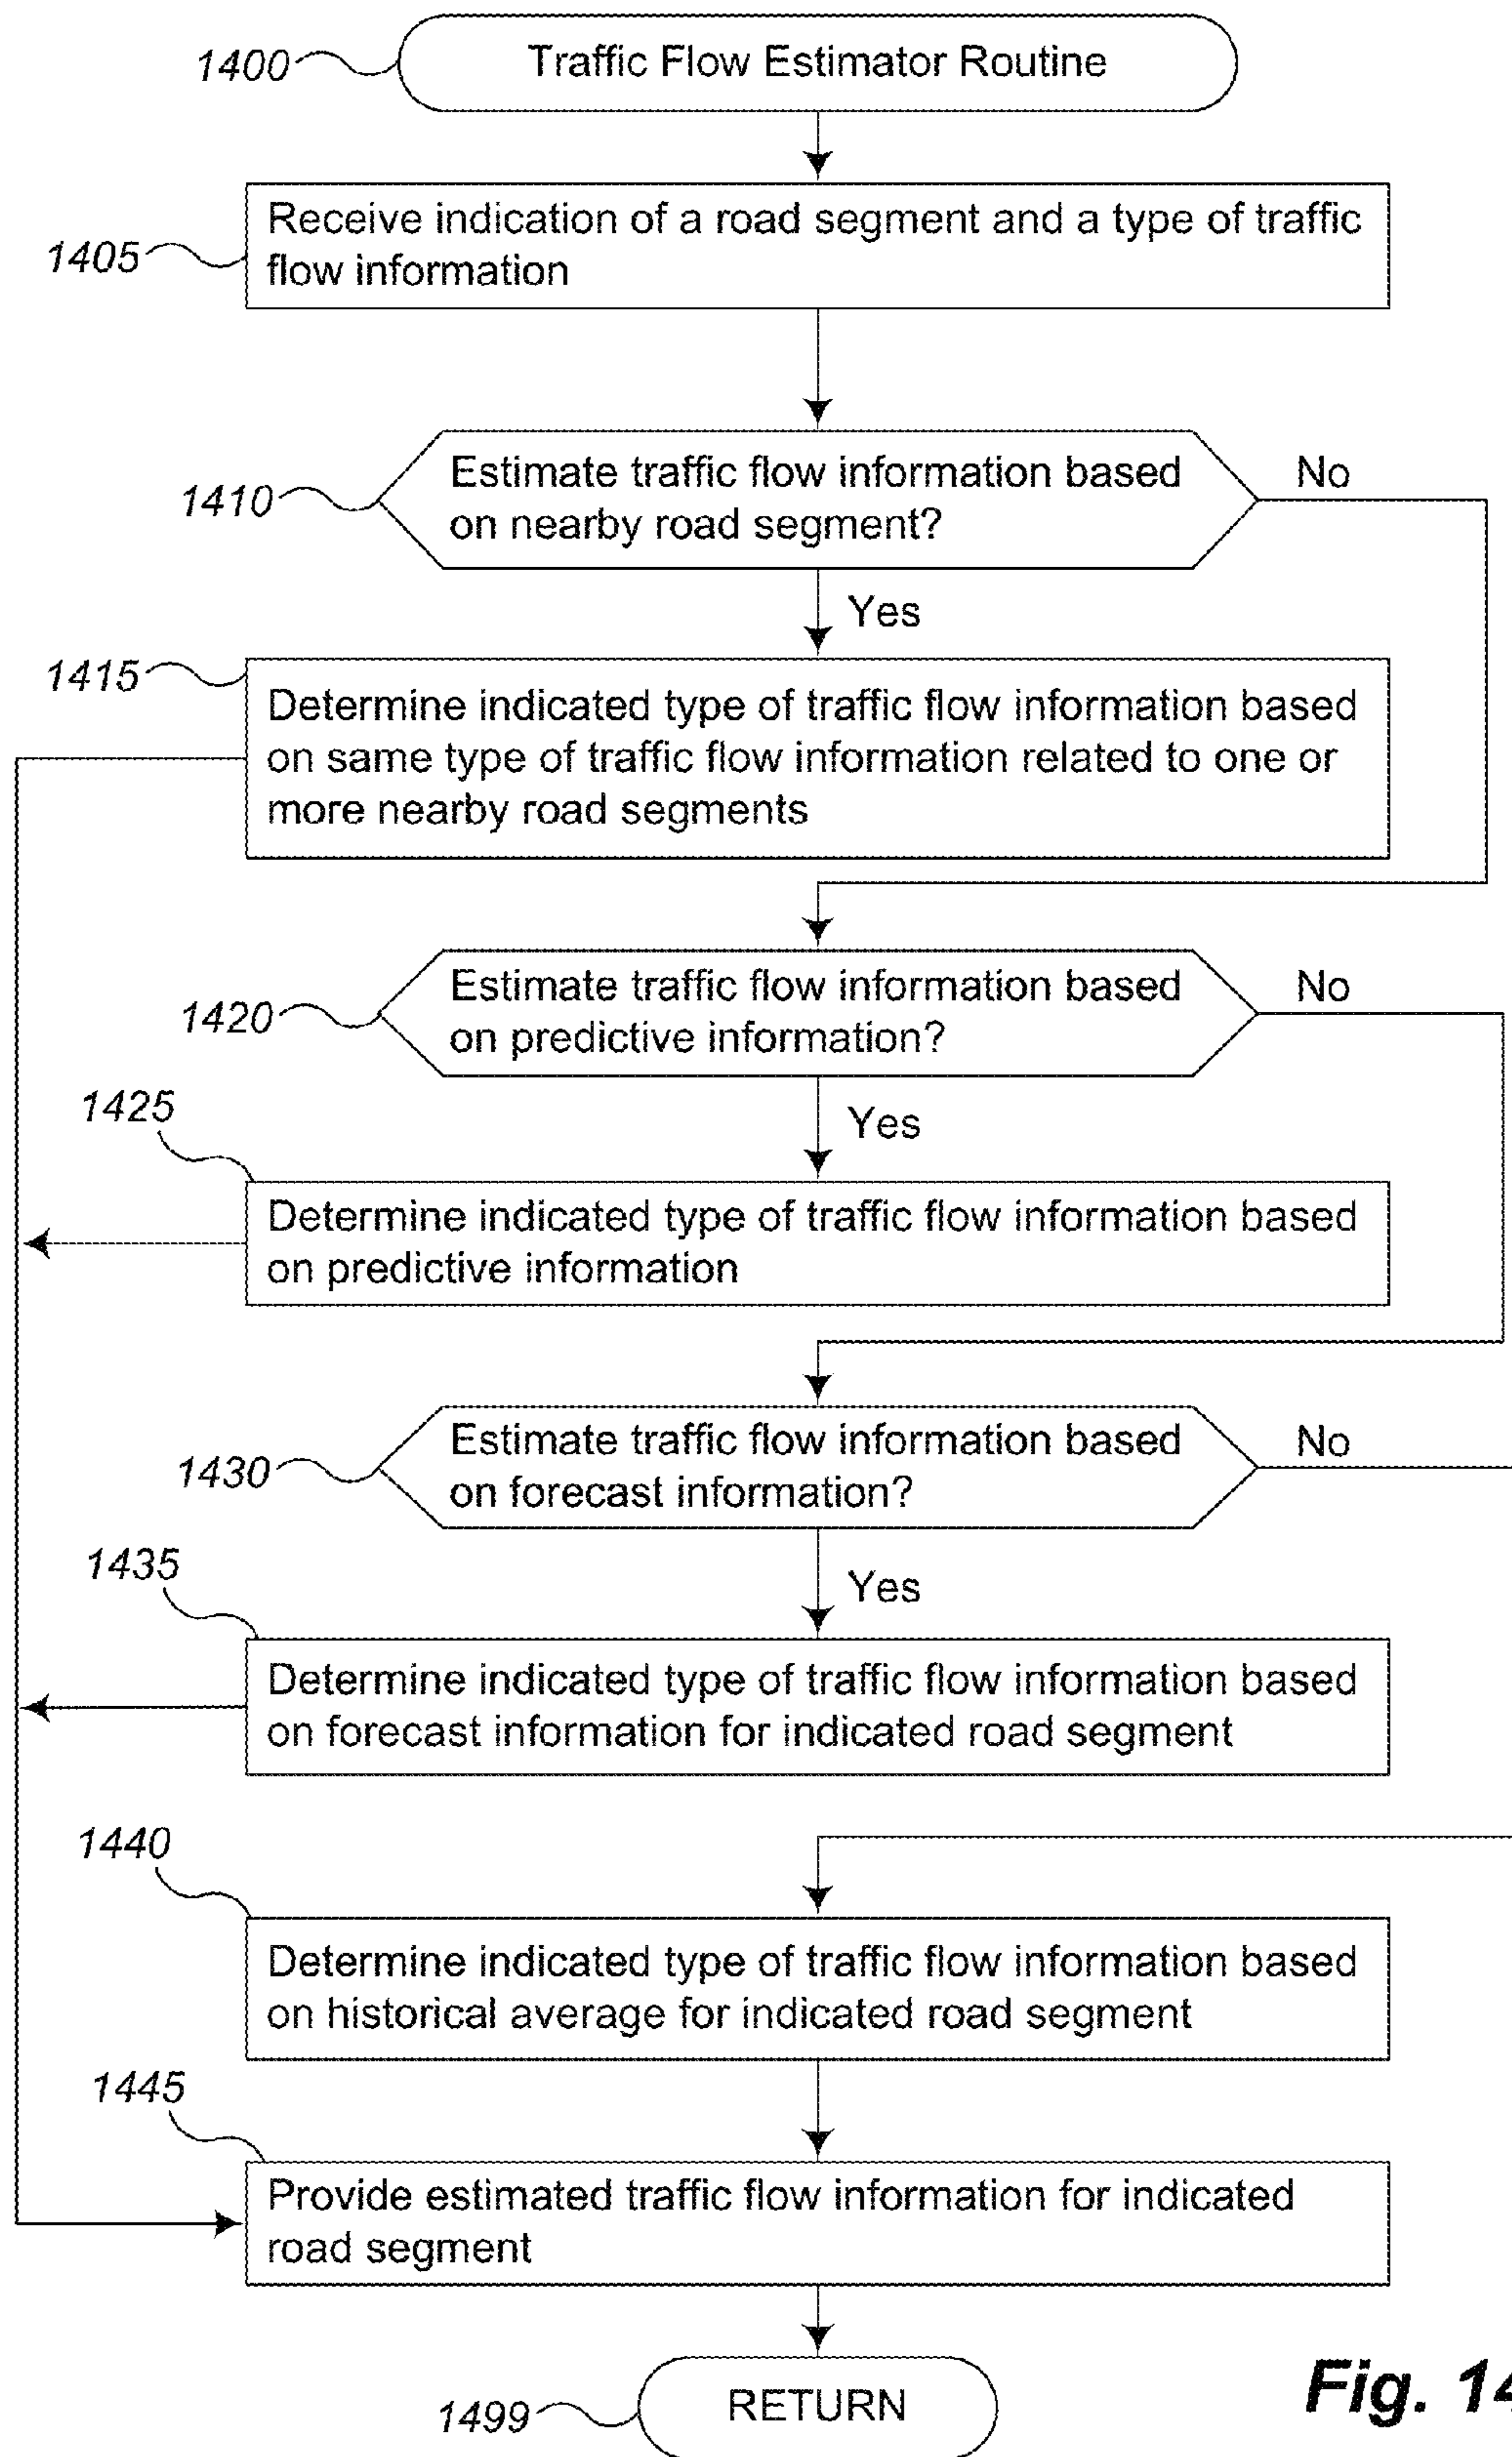 1400
Traffic Flow Estimator Routine
1405
Receive indication of a road segment and a type of traffic
flow information
1410
Estimate traffic flow information based
on nearby road segment?
No
Yes
1415
Determine indicated type of traffic flow information based
on same type of traffic flow information related to one or
more nearby road segments
1420
Estimate traffic flow information based
on predictive information?
No
Yes
1425
Determine indicated type of traffic flow information based
on predictive information
1430
Estimate traffic flow information based
on forecast information?
No
Yes
1435
Determine indicated type of traffic flow information based
on forecast information for indicated road segment
1440
Determine indicated type of traffic flow information based
on historical average for indicated road segment
1445
Provide estimated traffic flow information for indicated
road segment
1499
RETURN
Fig. 14